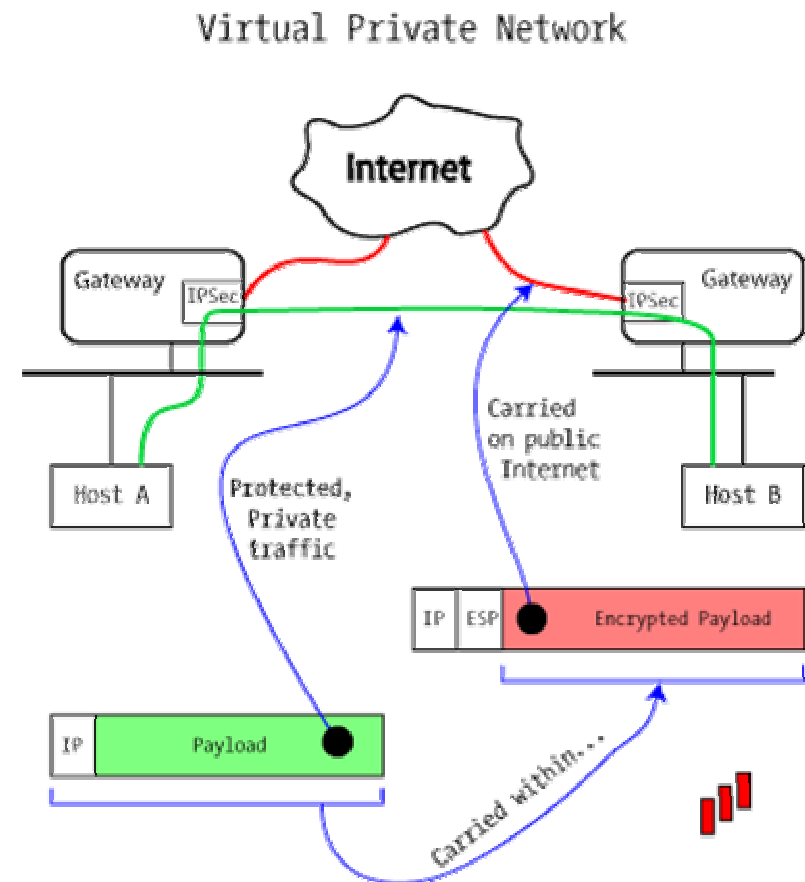 Virtual Private Network
Internet
Gateway
IPSec
Gateway
IPSec
Host A
Host B
Carried
on public
Internet
Protected,
Private
traffic
IP
ESP
Encrypted Payload
IP
Payload
Carried within...